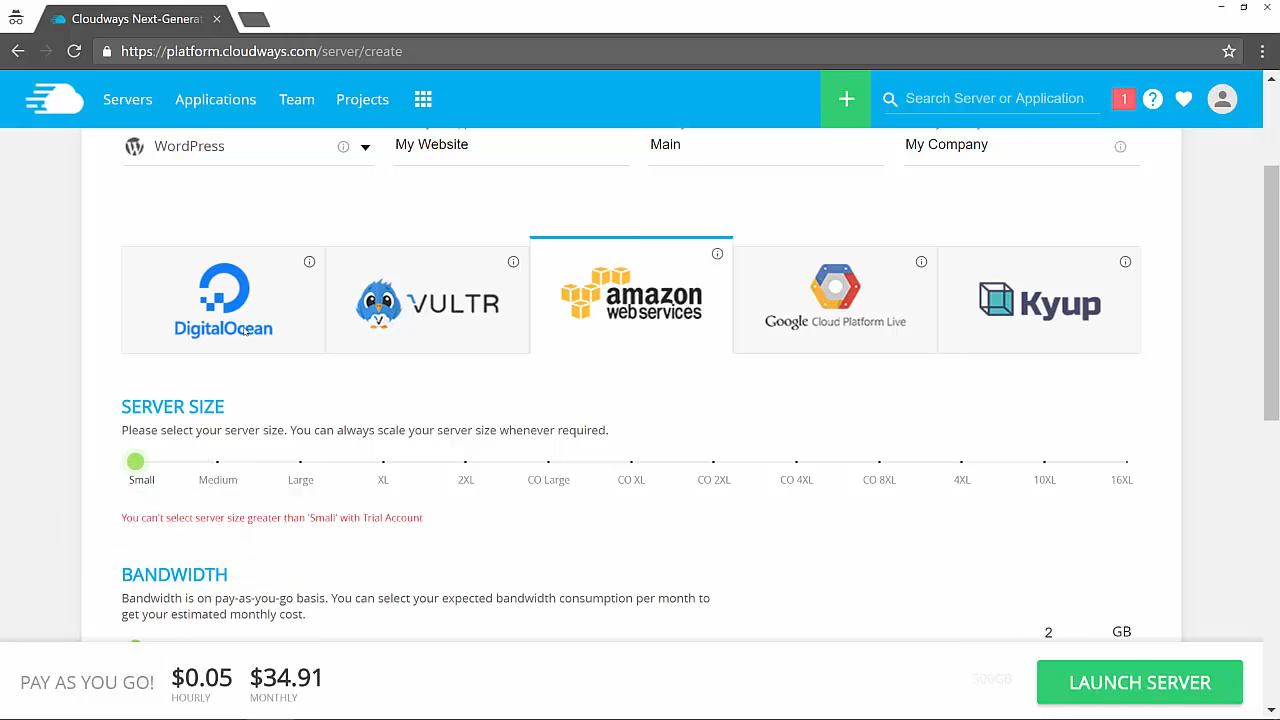 Cloudways Next-Genera
https://platform.cloudways.com/server/create
Servers Applications Team Projects
Search Server or Application
1
WordPress My Website Main My Company
DigitalOcean
VULTR
amazon
webservices
Google Cloud Platform Live
Kyup
SERVER SIZE
Please select your server size. You can always scale your server size whenever required.
Small Medium Large XL 2XL CO Large CO XL CO 2XL CO 4XL CO 8XL 4XL 10XL 16XL
You can't select server size greater than 'Small' with Trial Account
BANDWIDTH
Bandwidth is on pay-as-you-go basis. You can select your expected bandwidth consumption per month to
get your estimated monthly cost.
2 GB
PAY AS YOU GO! $0.05 $34.91
HOURLY MONTHLY
500GB
LAUNCH SERVER